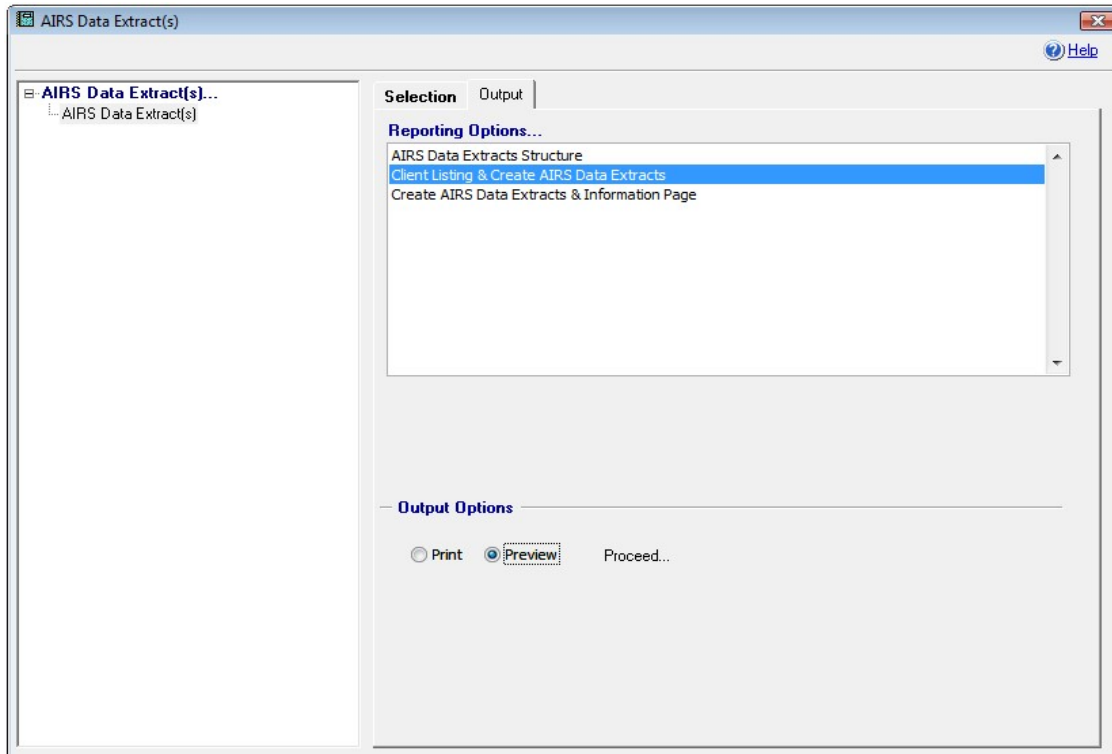 AIRS Data Extract(s)
Help
AIRS Data Extract(s)...
AIRS Data Extract(s)
Selection Output
Reporting Options...
AIRS Data Extracts Structure
Client Listing & Create AIRS Data Extracts
Create AIRS Data Extracts & Information Page
Output Options
Print Preview Proceed...